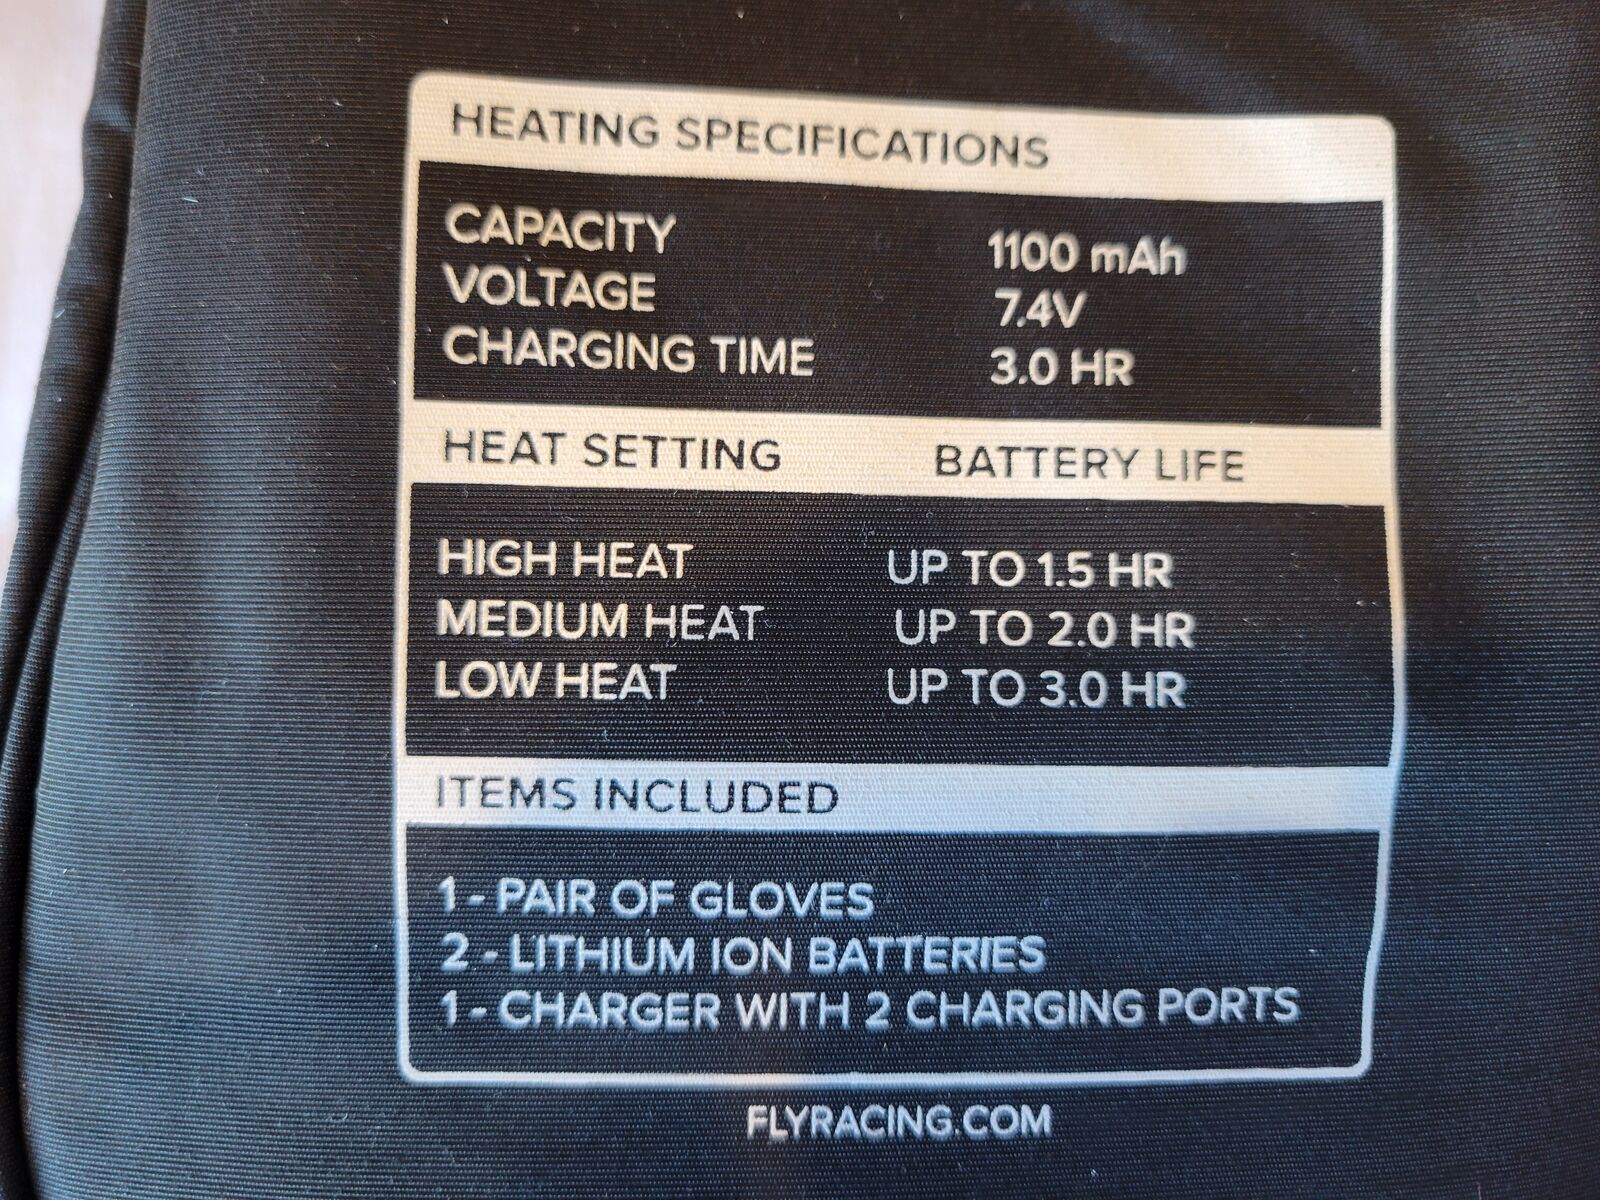 HEATING SPECIFICATIONS
CAPACITY 1100 mAh
VOLTAGE 7.4V
CHARGING TIME 3.0 HR
HEAT SETTING BATTERY LIFE
HIGH HEAT UP TO 1.5 HR
MEDIUM HEAT UP TO 2.0 HR
LOW HEAT UP TO 3.0 HR
ITEMS INCLUDED
1 - PAIR OF GLOVES
2 - LITHIUM ION BATTERIES
1 - CHARGER WITH 2 CHARGING PORTS
FLYRACING.COM